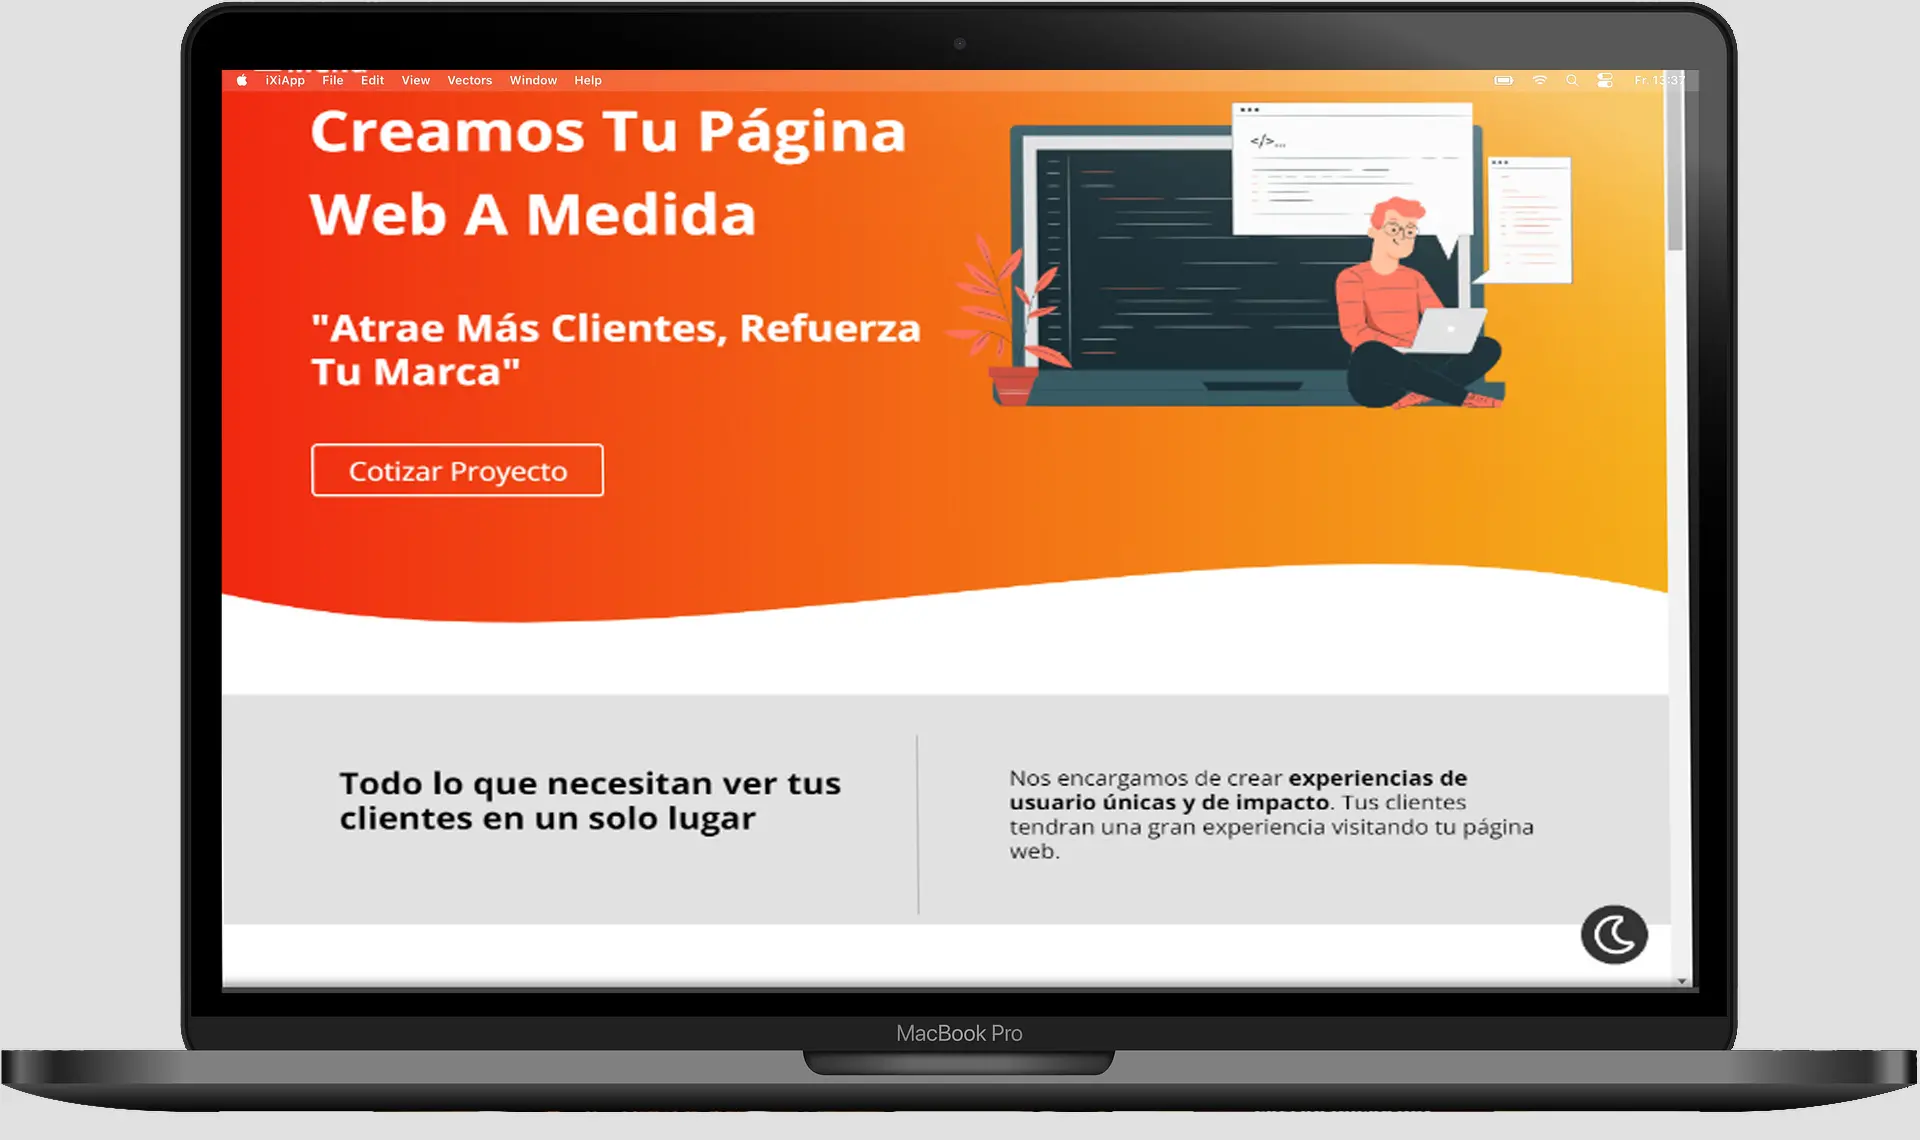 iXiApp File Edit View Vectors Window Help Fr. 13:37
Creamos Tu Página
Web A Medida
"Atrae Más Clientes, Refuerza
Tu Marca"
Cotizar Proyecto
</>...
Todo lo que necesitan ver tus
clientes en un solo lugar
Nos encargamos de crear experiencias de
usuario únicas y de impacto. Tus clientes
tendran una gran experiencia visitando tu página
web.
MacBook Pro